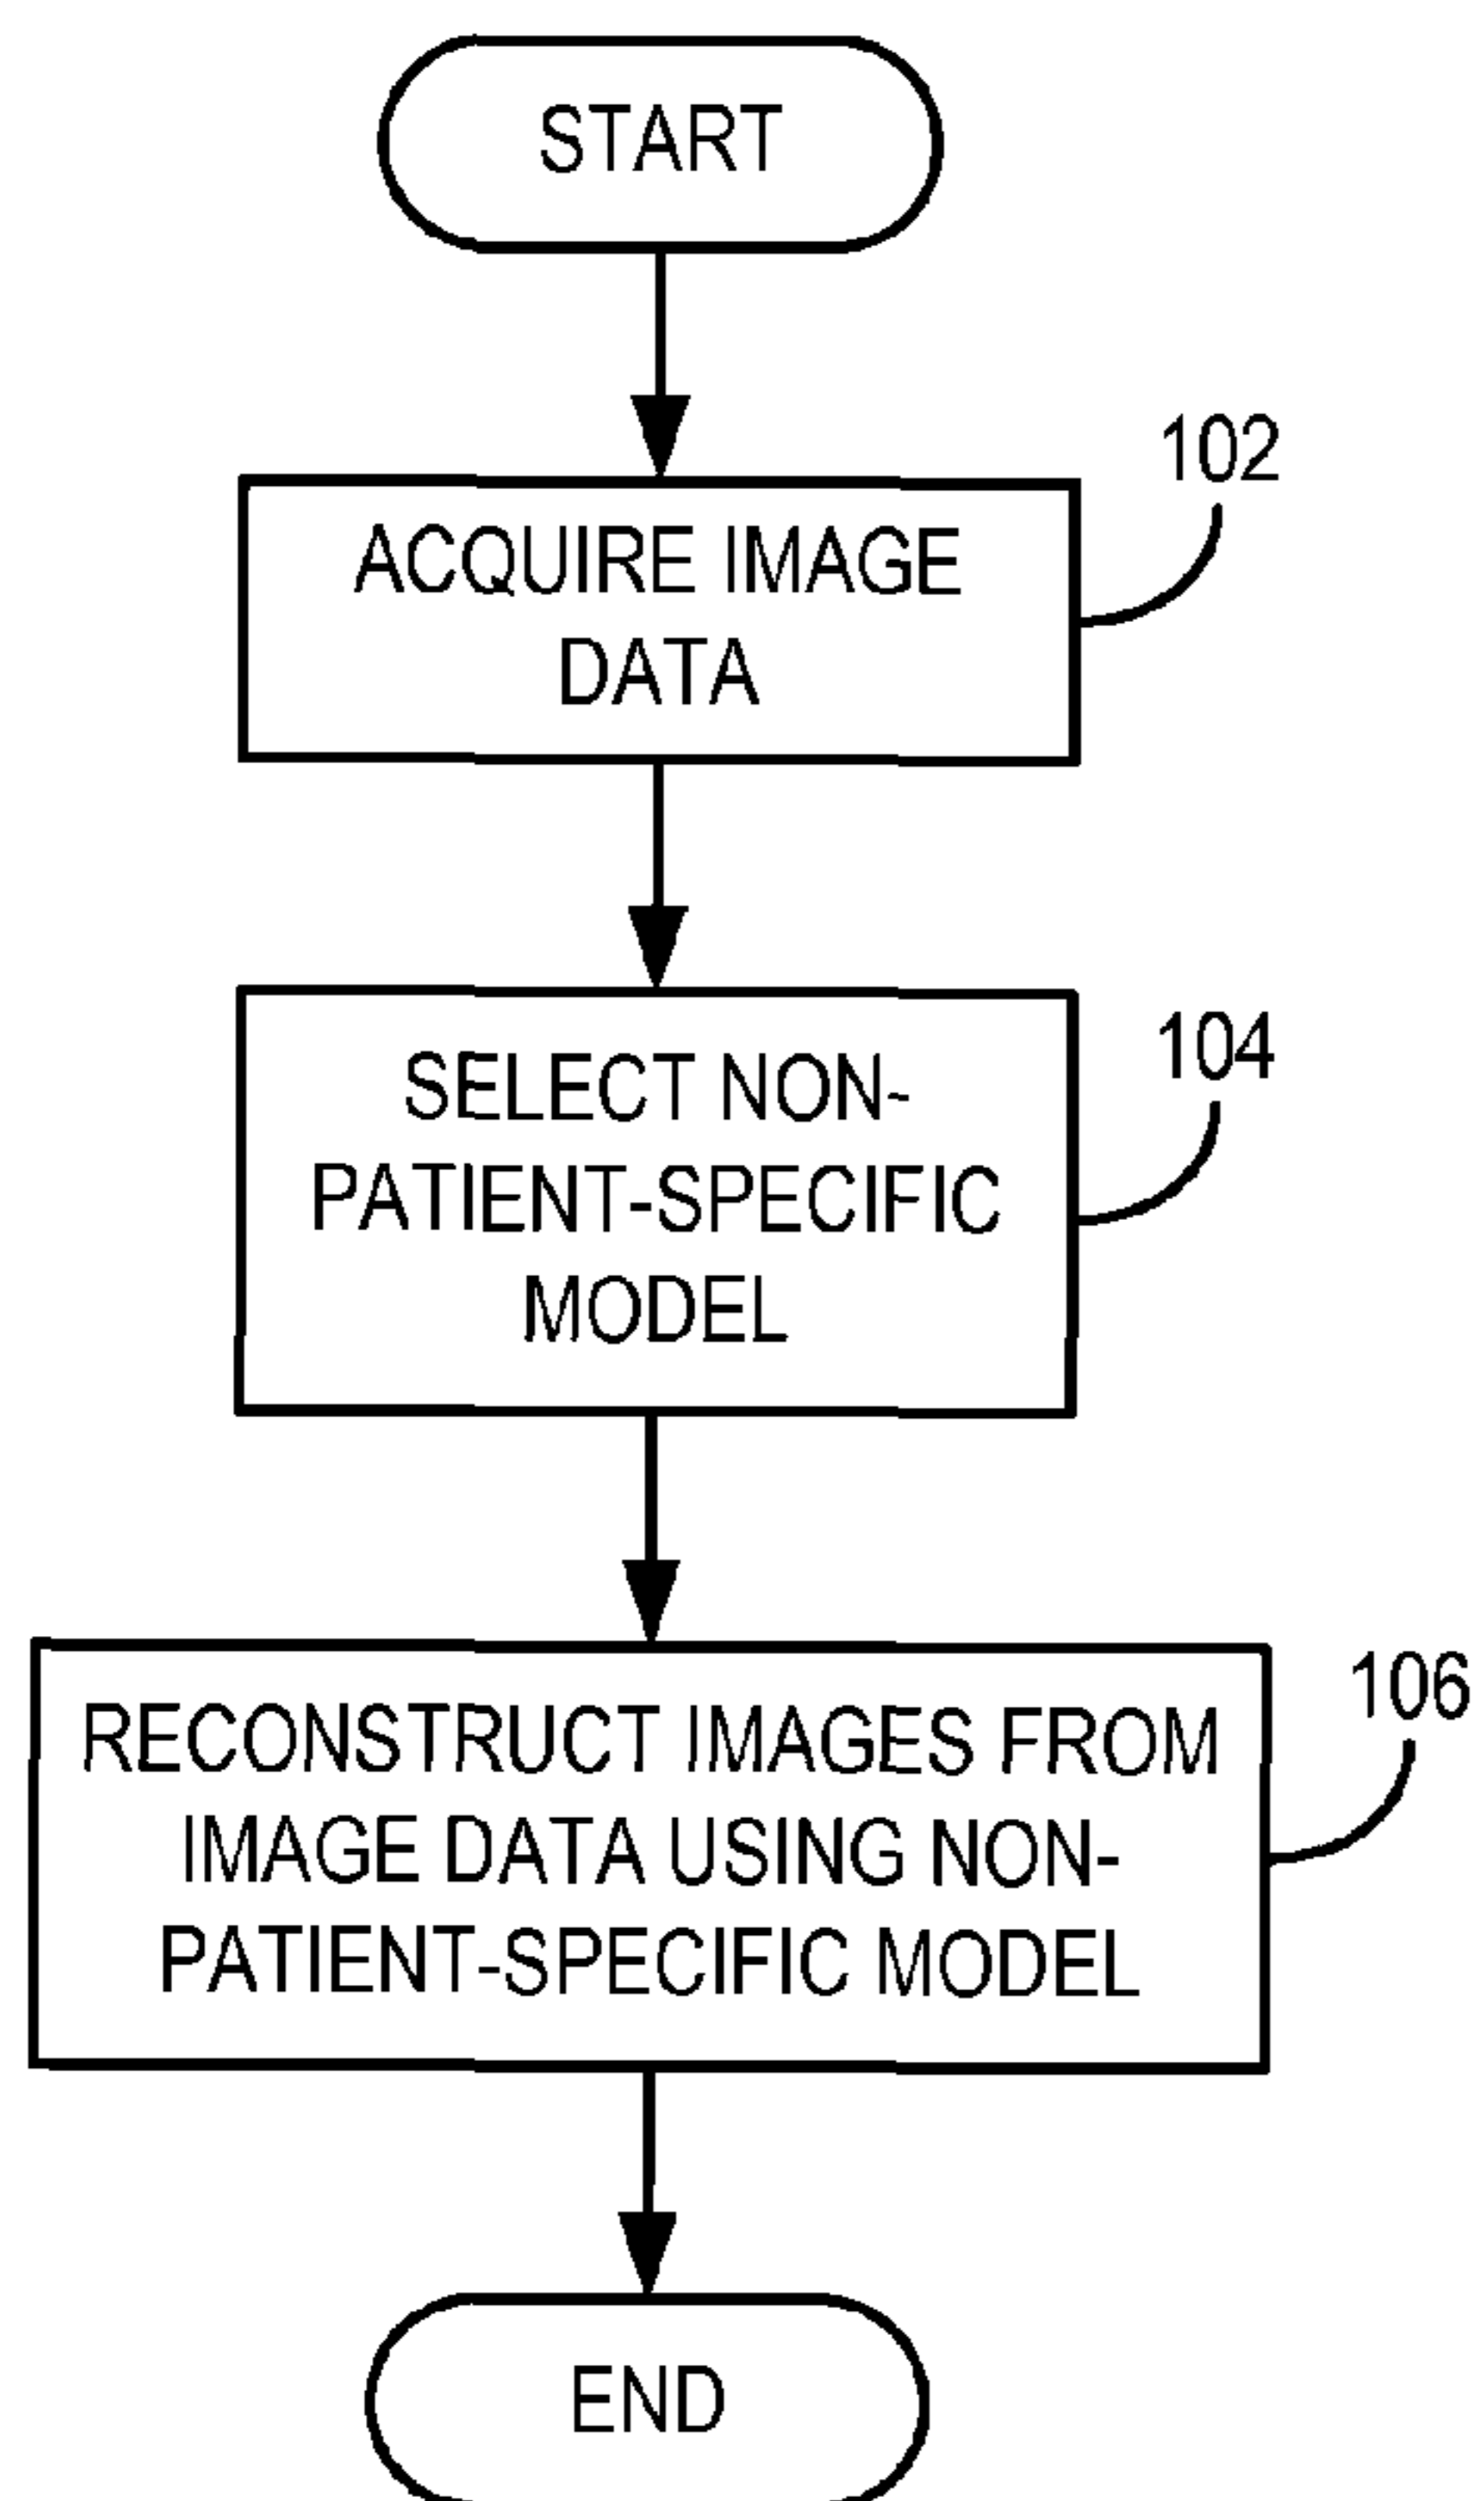 START
102
ACQUIRE IMAGE
DATA
104
SELECT NON-
PATIENT-SPECIFIC
MODEL
106
RECONSTRUCT IMAGES FROM
IMAGE DATA USING NON-
PATIENT-SPECIFIC MODEL
END